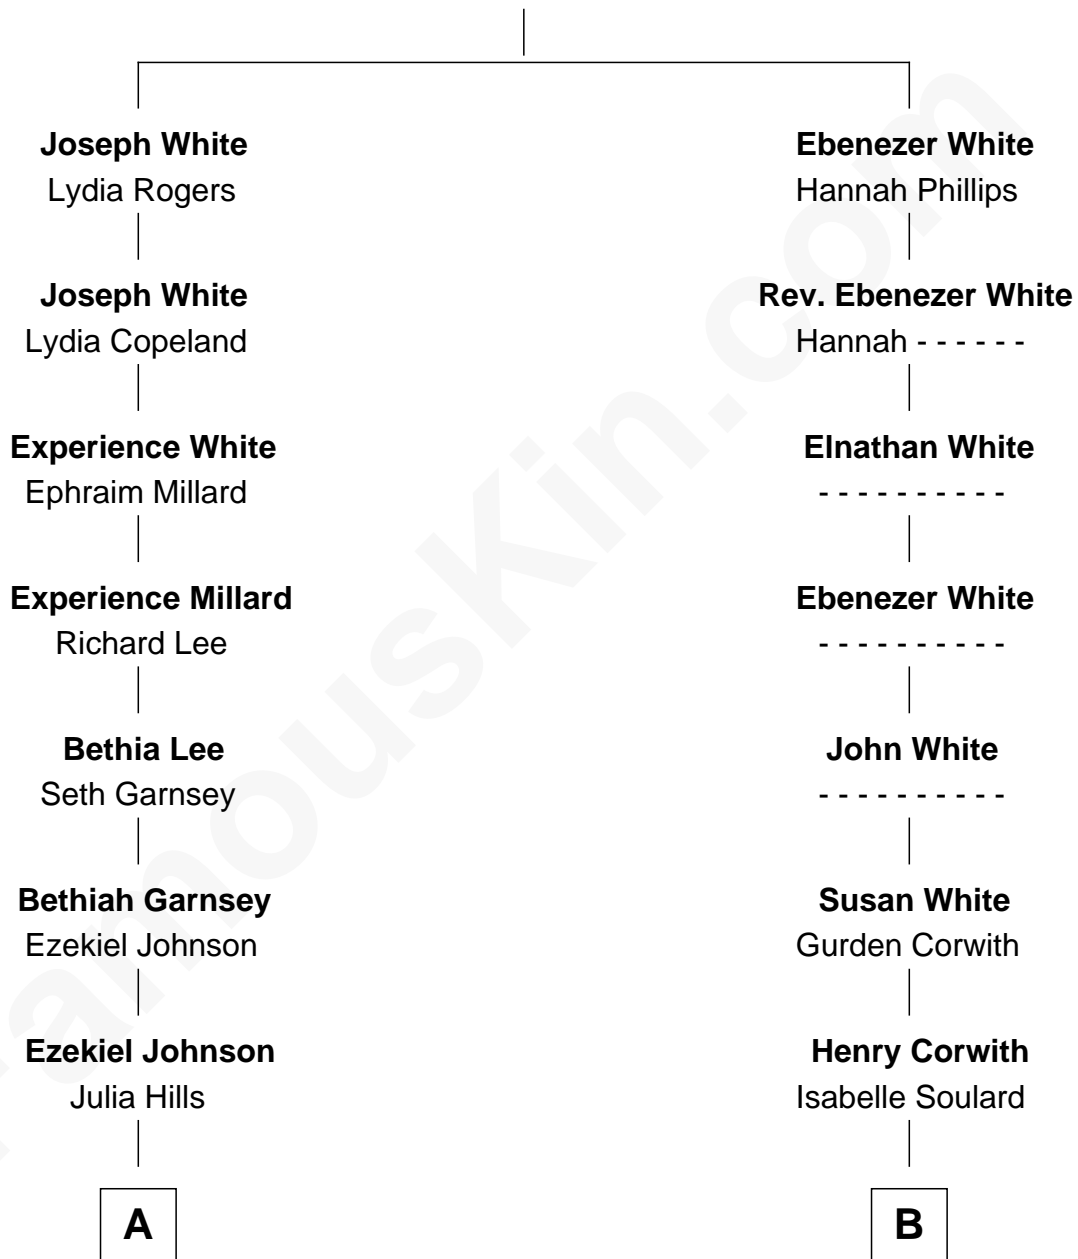 Joseph White
Lydia Rogers
Ebenezer White
Hannah Phillips
Joseph White
Lydia Copeland
Rev. Ebenezer White
Hannah - - - - - -
Experience White
Ephraim Millard
Elnathan White
- - - - - - - - - -
Experience Millard
Richard Lee
Ebenezer White
- - - - - - - - - -
Bethia Lee
Seth Garnsey
John White
- - - - - - - - - -
Bethiah Garnsey
Ezekiel Johnson
Susan White
Gurden Corwith
Ezekiel Johnson
Julia Hills
Henry Corwith
Isabelle Soulard
A
B
FamousKin.com